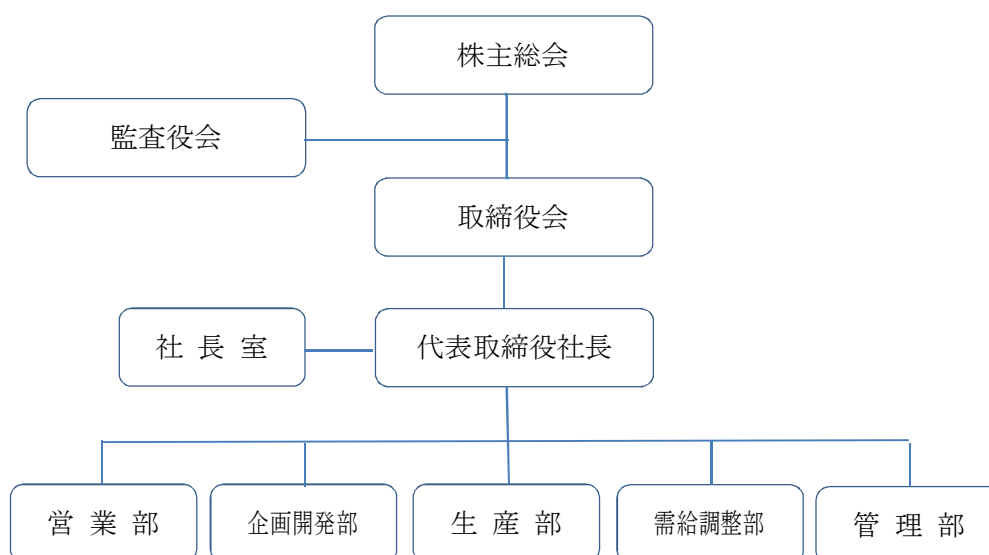 株主総会
監査役会
取締役会
社 長 室
代表取締役社長
営 業 部
企画開発部
生 産 部
需給調整部
管 理 部